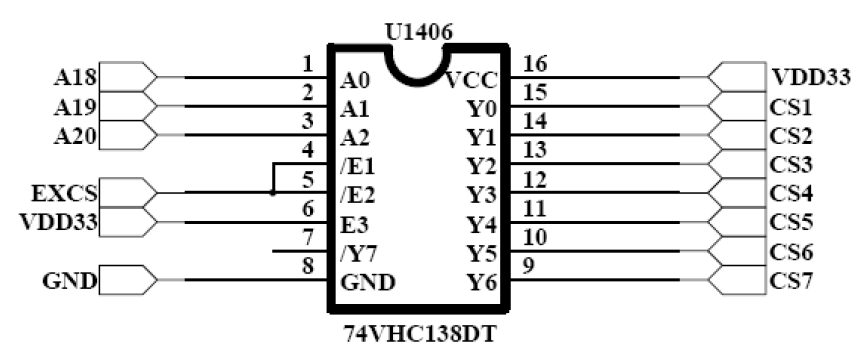 U1406
A18 1 A0 VCC 16 VDD33
A19 2 A1 Y0 15 CS1
A20 3 A2 Y1 14 CS2
4 /E1 Y2 13 CS3
EXCS 5 /E2 Y3 12 CS4
VDD33 6 E3 Y4 11 CS5
7 /Y7 Y5 10 CS6
GND 8 GND Y6 9 CS7
74VHC138DT